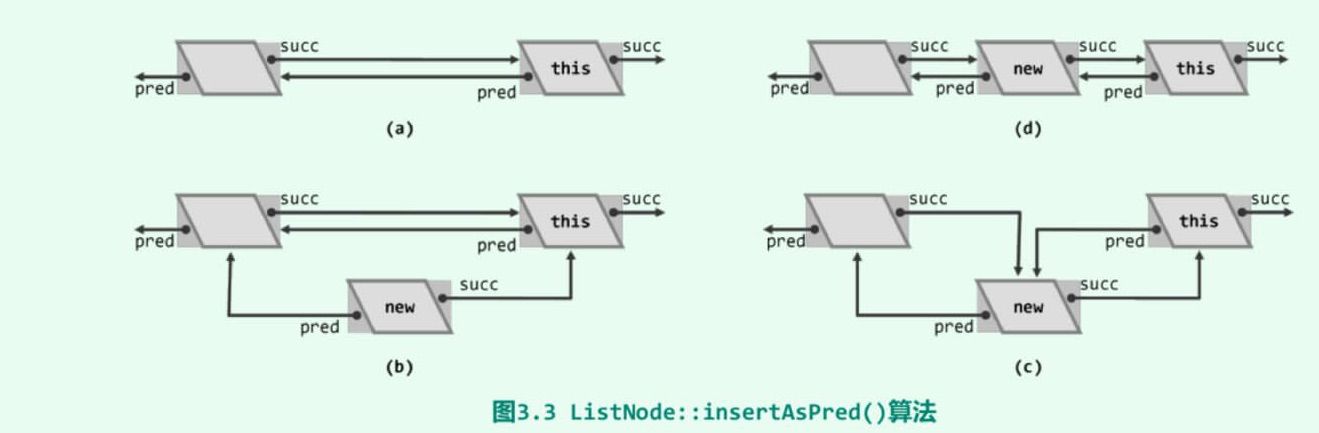 succ succ
this
pred pred
(a)
succ succ succ
new this
pred pred pred
(d)
succ succ
this
pred pred
succ
new
pred
(b)
succ succ
this
pred pred
succ
new
pred
(c)
图3.3 ListNode::insertAsPred()算法